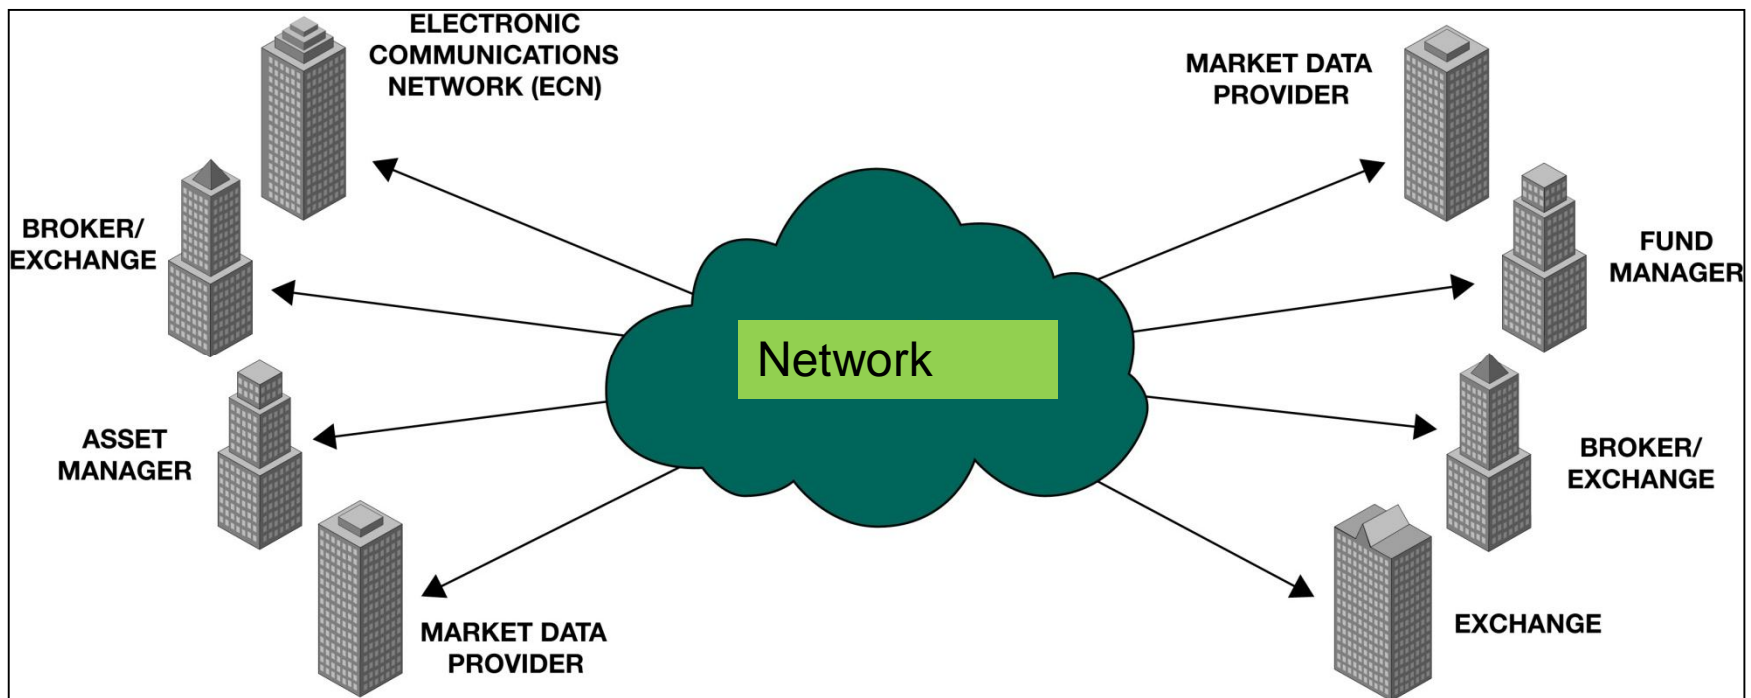 ELECTRONIC
COMMUNICATIONS
NETWORK (ECN)
BROKER/
EXCHANGE
ASSET
MANAGER
MARKET DATA
PROVIDER
Network
MARKET DATA
PROVIDER
FUND
MANAGER
BROKER/
EXCHANGE
EXCHANGE